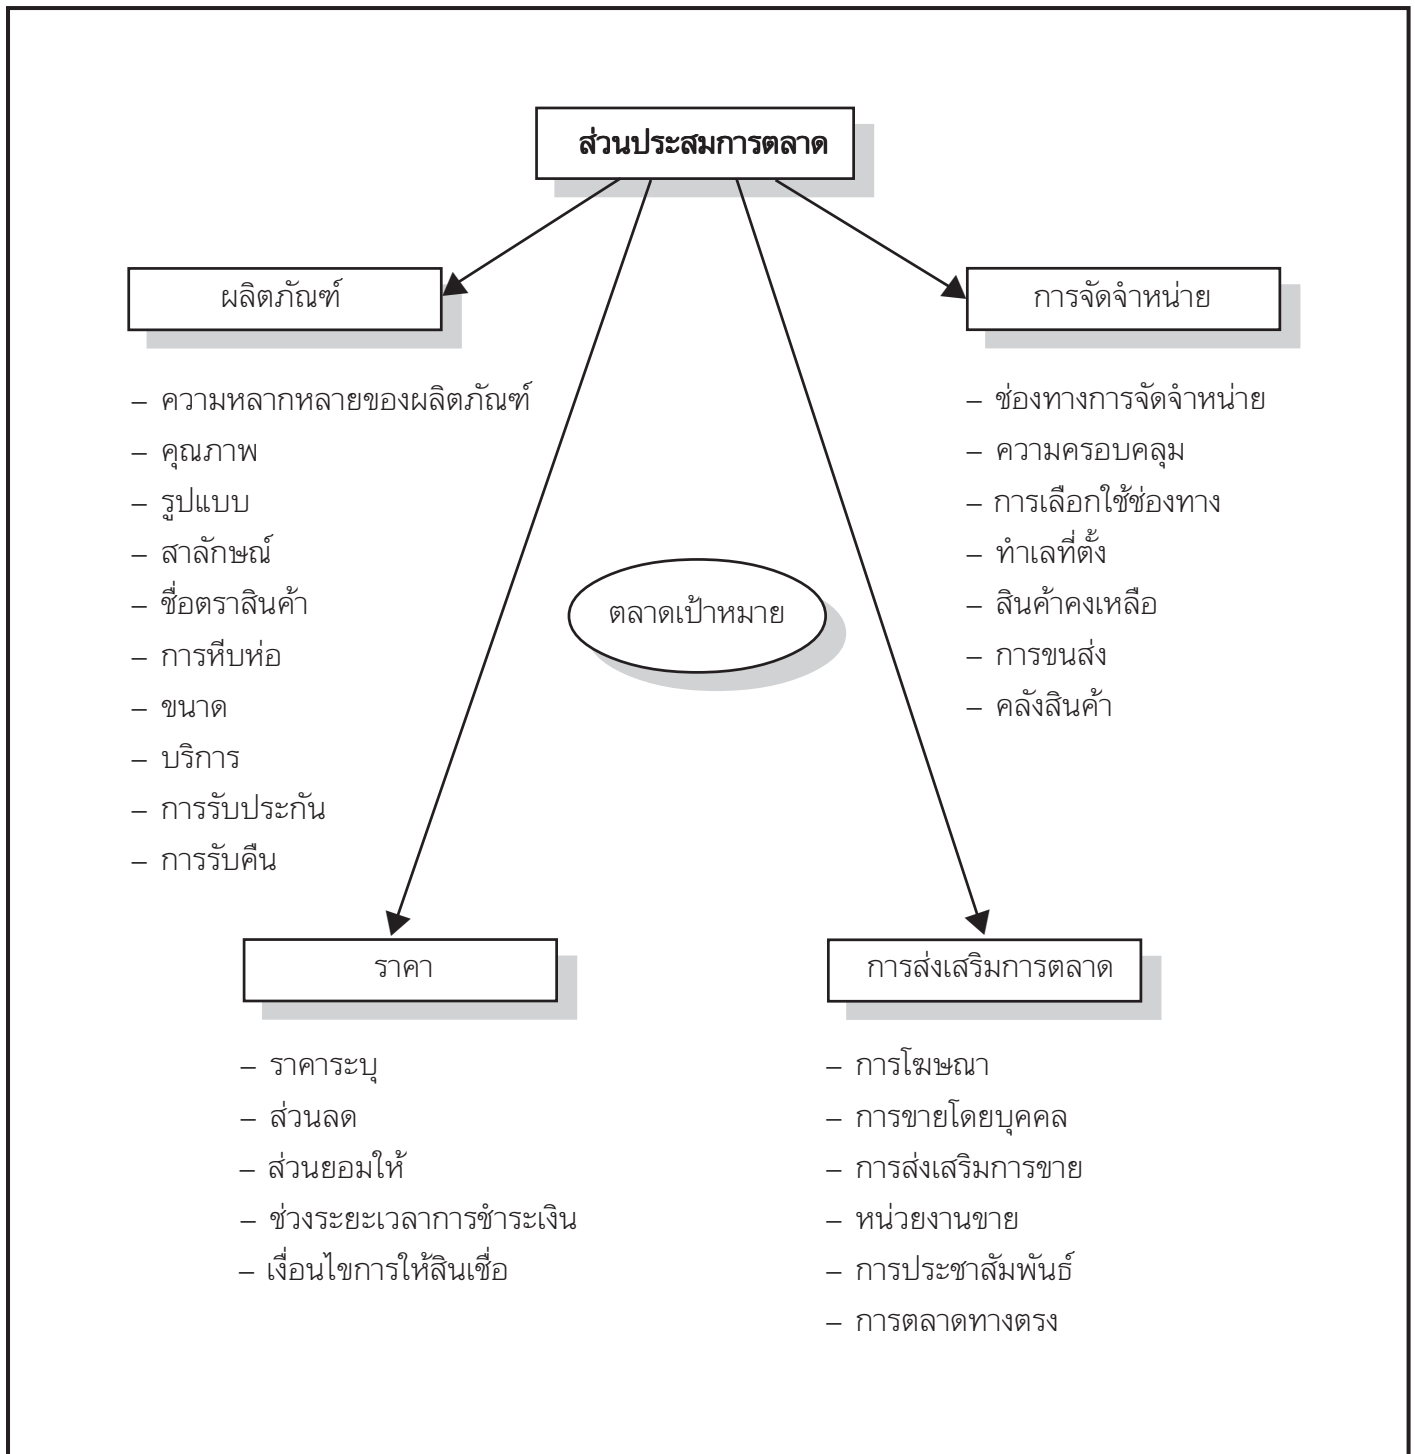 ส่วนประสมการตลาด
ผลิตภัณฑ์
– ความหลากหลายของผลิตภัณฑ์
– คุณภาพ
– รูปแบบ
– สาลักษณ์
– ชื่อตราสินค้า
– การหีบห่อ
– ขนาด
– บริการ
– การรับประกัน
– การรับคืน
การจัดจำหน่าย
– ช่องทางการจัดจำหน่าย
– ความครอบคลุม
– การเลือกใช้ช่องทาง
– ทำเลที่ตั้ง
– สินค้าคงเหลือ
– การขนส่ง
– คลังสินค้า
ตลาดเป้าหมาย
ราคา
– ราคาระบุ
– ส่วนลด
– ส่วนยอมให้
– ช่วงระยะเวลาการชำระเงิน
– เงื่อนไขการให้สินเชื่อ
การส่งเสริมการตลาด
– การโฆษณา
– การขายโดยบุคคล
– การส่งเสริมการขาย
– หน่วยงานขาย
– การประชาสัมพันธ์
– การตลาดทางตรง